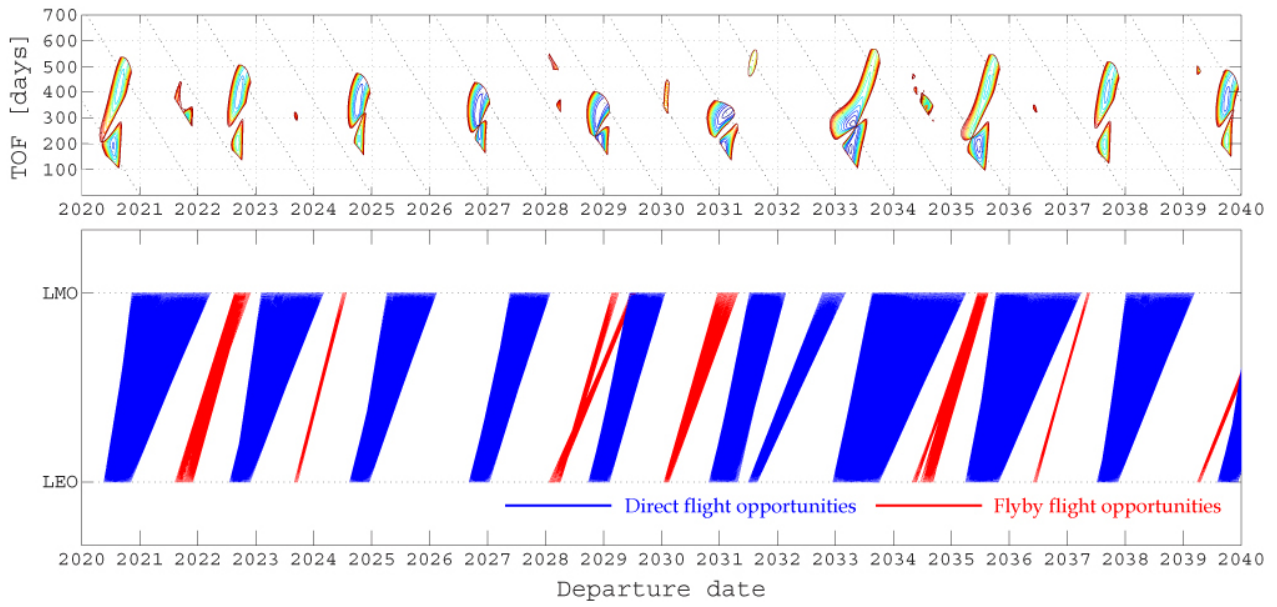 700
600
500
400
300
200
100
TOF [days]
2020 2021 2022 2023 2024 2025 2026 2027 2028 2029 2030 2031 2032 2033 2034 2035 2036 2037 2038 2039 2040
LMO
LEO
Direct flight opportunities
Flyby flight opportunities
2020 2021 2022 2023 2024 2025 2026 2027 2028 2029 2030 2031 2032 2033 2034 2035 2036 2037 2038 2039 2040
Departure date